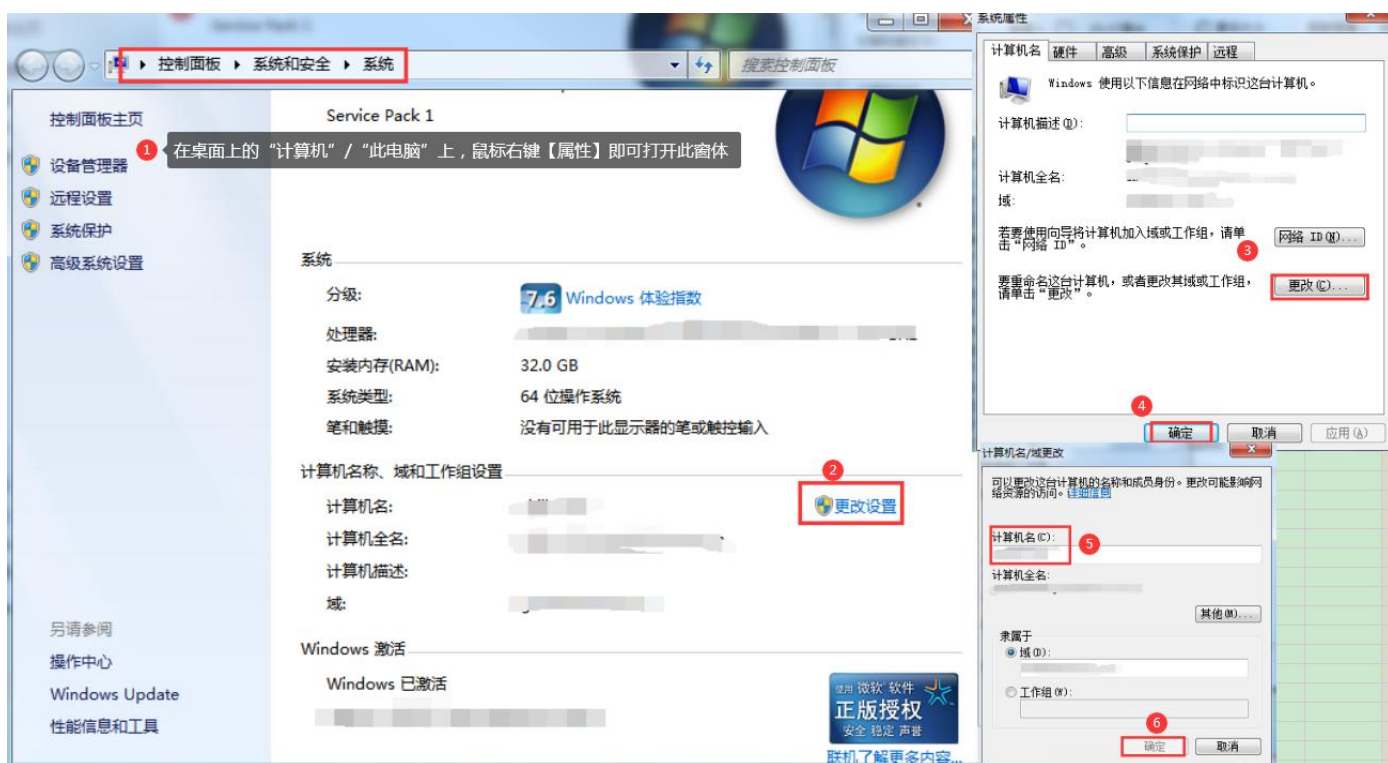 Service Pack 1
控制面板 ▸ 系统和安全 ▸ 系统
搜索控制面板
控制面板主页
设备管理器
远程设置
系统保护
高级系统设置
Service Pack 1
1
在桌面上的“计算机”/“此电脑”上，鼠标右键【属性】即可打开此窗体
系统
分级:
7.6 Windows 体验指数
处理器:
安装内存(RAM): 32.0 GB
系统类型: 64 位操作系统
笔和触摸: 没有可用于此显示器的笔或触控输入
计算机名称、域和工作组设置
2
计算机名:
更改设置
计算机全名:
计算机描述:
域:
Windows 激活
Windows 已激活
使用 微软 软件
正版授权
安全 稳定 声誉
联机了解更多内容...
另请参阅
操作中心
Windows Update
性能信息和工具
系统属性
计算机名 硬件 高级 系统保护 远程
Windows 使用以下信息在网络中标识这台计算机。
计算机描述(D):
计算机全名:
域:
若要使用向导将计算机加入域或工作组，请单
击“网络 ID”。
3
网络 ID(N)...
要重命名这台计算机，或者更改其域或工作组，
请单击“更改”。
更改(C)...
4
确定 取消 应用(A)
计算机名/域更改
可以更改这台计算机的名称和成员身份。更改可能影响网
络资源的访问。详细信息
计算机名(C):
5
计算机全名:
其他(M)...
隶属于
域(D):
工作组(W):
6
确定 取消